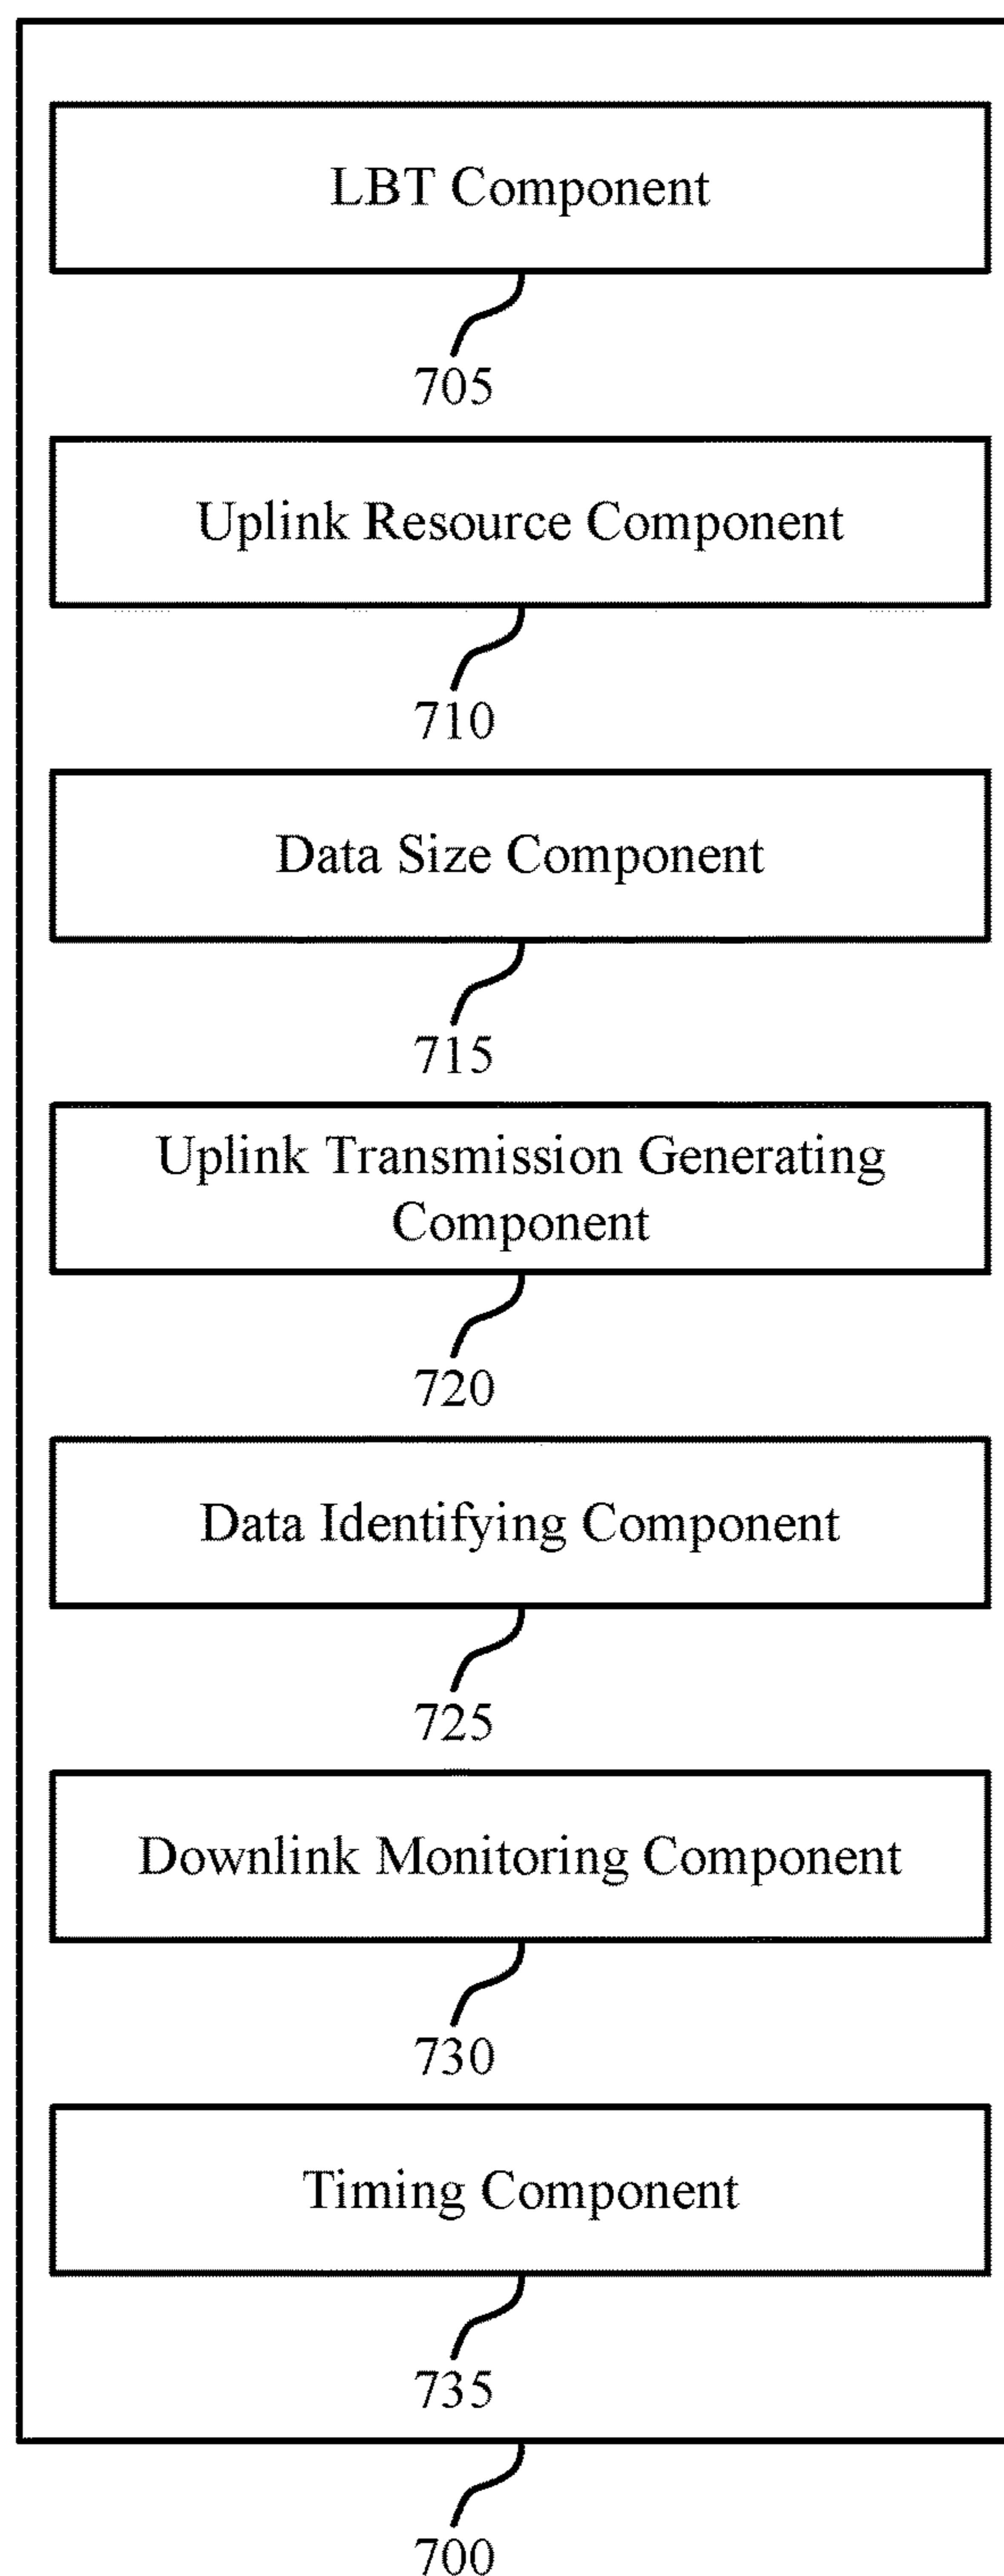 LBT Component
705
Uplink Resource Component
710
Data Size Component
715
Uplink Transmission Generating
Component
720
Data Identifying Component
725
Downlink Monitoring Component
730
Timing Component
735
700